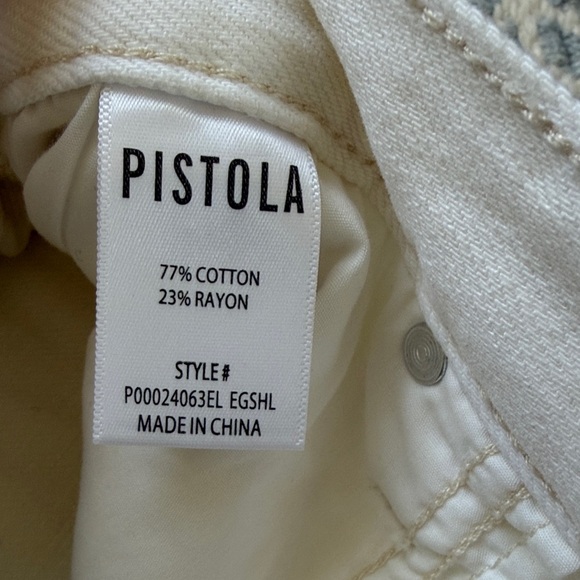 PISTOLA
77% COTTON
23% RAYON
STYLE#
P00024063EL EGSHL
MADE IN CHINA